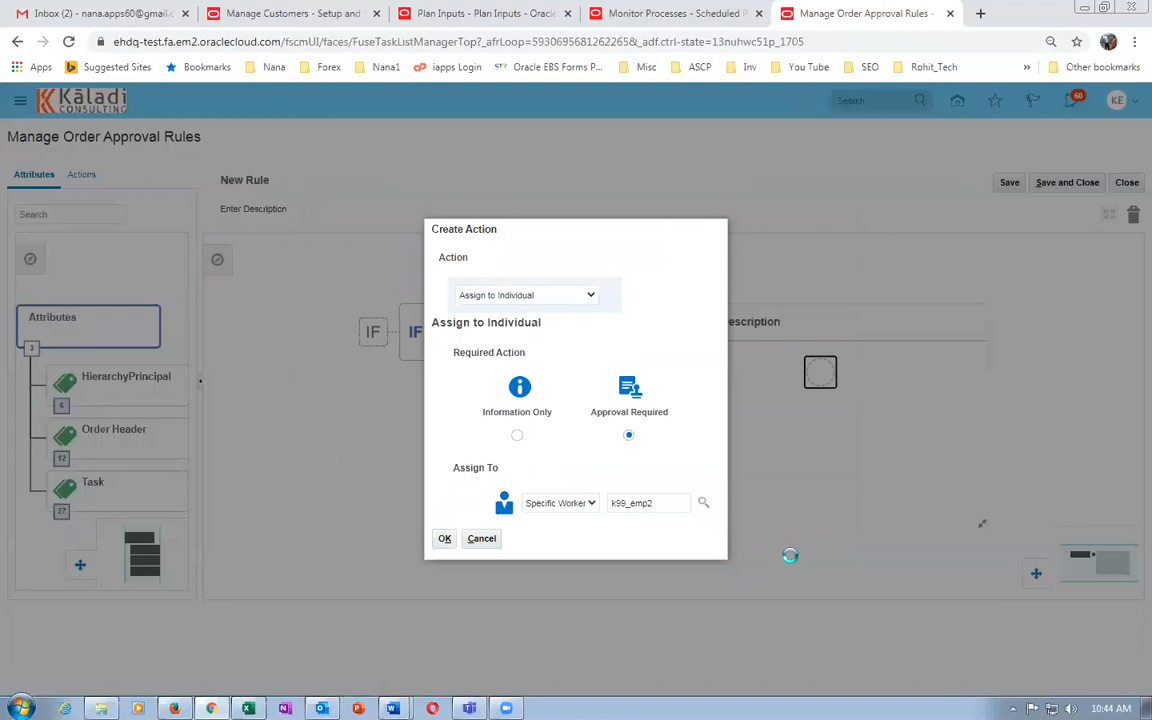 Inbox (2) - nana.apps60@gmail.c
Manage Customers - Setup and
Plan Inputs - Plan Inputs - Oracle
Monitor Processes - Scheduled P
Manage Order Approval Rules -
ehdq-test.fa.em2.oraclecloud.com/fscmUI/faces/FuseTaskListManagerTop?_afrLoop=5930695681262265&_adf.ctrl-state=13nuhwc51p_1705
Apps
Suggested Sites
Bookmarks
Nana
Forex
Nana1
iapps Login
Oracle EBS Forms P...
Misc
ASCP
Inv
You Tube
SEO
Rohit_Tech
»
Other bookmarks
Kāladi
CONSULTING
Search
60
KE
Manage Order Approval Rules
Attributes
Actions
New Rule
Save
Save and Close
Close
Search
Enter Description
Attributes
3
HierarchyPrincipal
6
Order Header
12
Task
27
IF
IF
escription
Create Action
Action
Assign to Individual
Assign to Individual
Required Action
Information Only
Approval Required
Assign To
Specific Worker
k99_emp2
OK
Cancel
10:44 AM